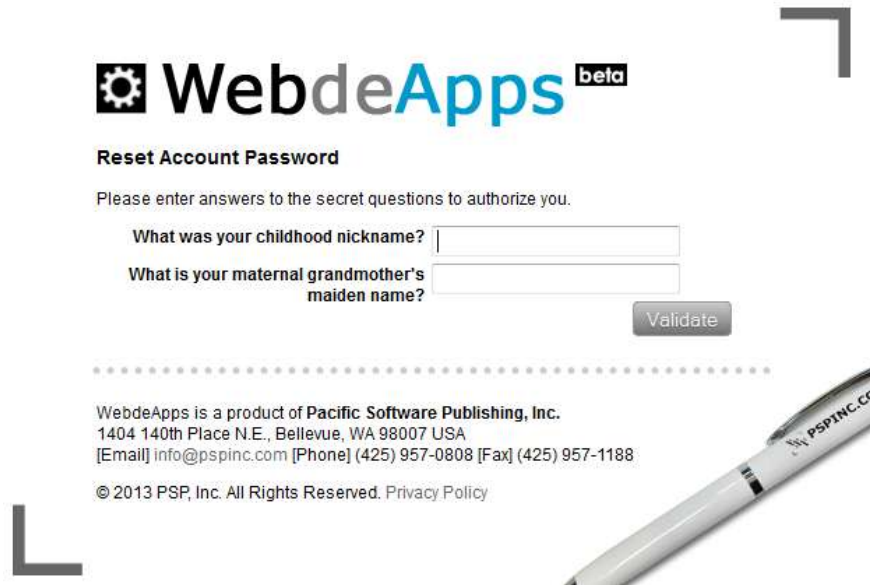 WebdeApps beta
Reset Account Password
Please enter answers to the secret questions to authorize you.
What was your childhood nickname?
What is your maternal grandmother's
maiden name?
Validate
WebdeApps is a product of Pacific Software Publishing, Inc.
1404 140th Place N.E., Bellevue, WA 98007 USA
[Email] info@pspinc.com [Phone] (425) 957-0808 [Fax] (425) 957-1188
© 2013 PSP, Inc. All Rights Reserved. Privacy Policy
PSPINC.CO